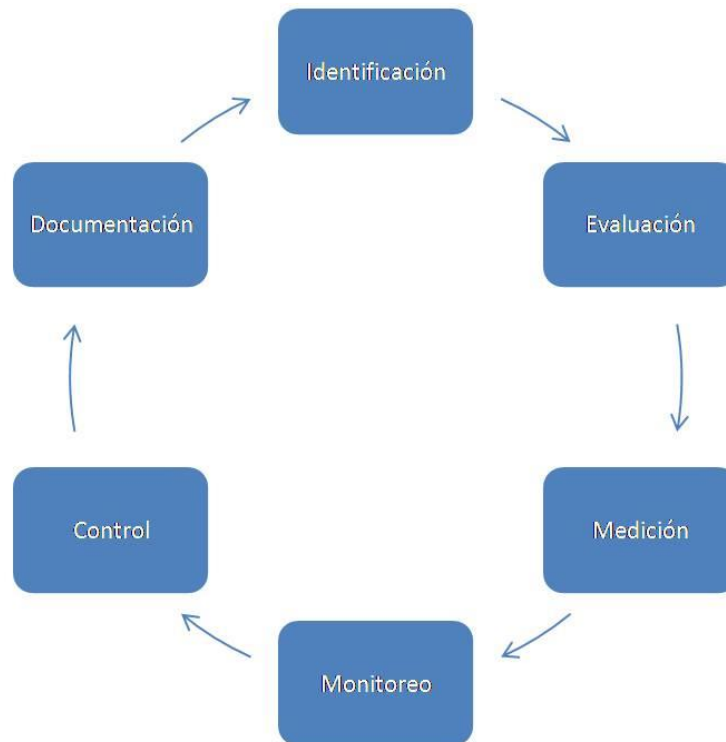 Identificación
Evaluación
Medición
Monitoreo
Control
Documentación